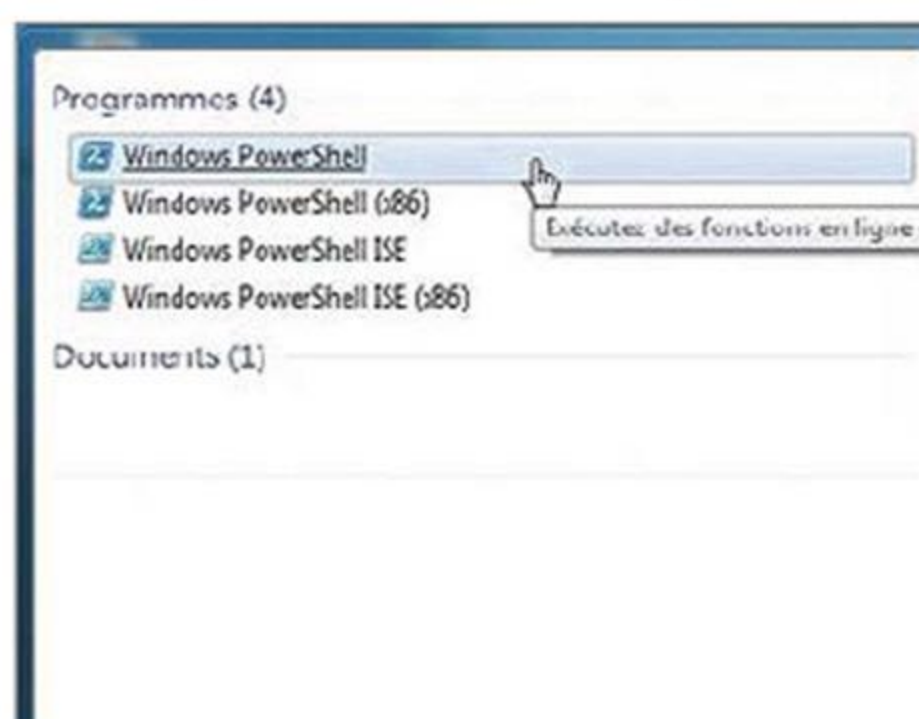 Programmes (4)
Windows PowerShell
Windows PowerShell (x86)
Exécutez des fonctions en ligne
Windows PowerShell ISE
Windows PowerShell ISE (x86)
Documents (1)